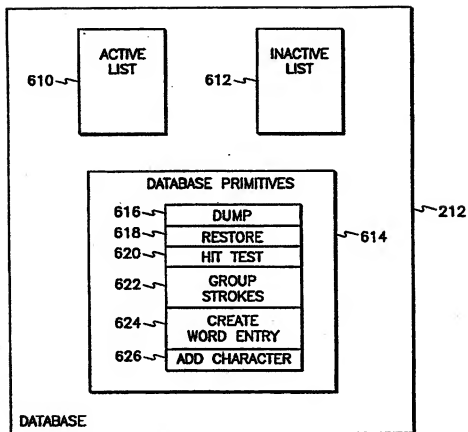 ACTIVE
LIST
610
INACTIVE
LIST
612
DATABASE PRIMITIVES
616
DUMP
618
RESTORE
620
HIT TEST
622
GROUP
STROKES
624
CREATE
WORD ENTRY
626
ADD CHARACTER
614
212
DATABASE